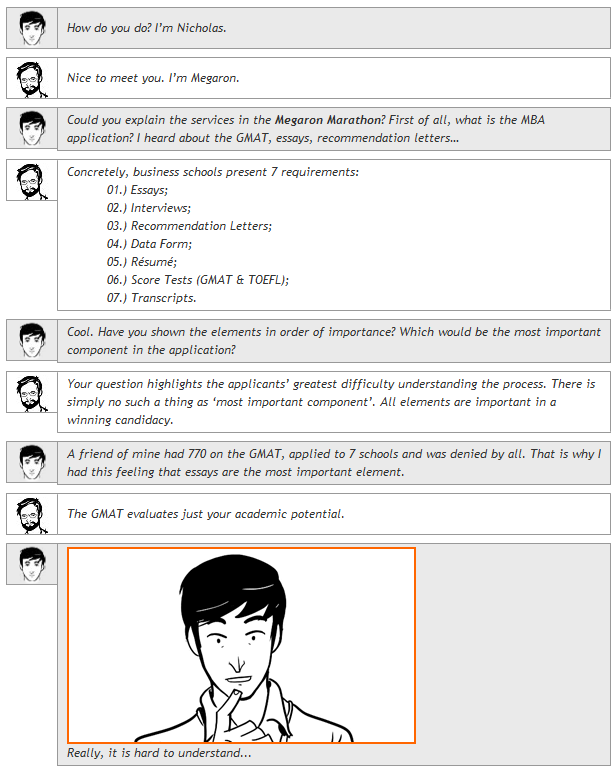 How do you do? I’m Nicholas.
Nice to meet you. I’m Megaron.
Could you explain the services in the Megaron Marathon? First of all, what is the MBA
application? I heard about the GMAT, essays, recommendation letters…
Concretely, business schools present 7 requirements:
01.) Essays;
02.) Interviews;
03.) Recommendation Letters;
04.) Data Form;
05.) Résumé;
06.) Score Tests (GMAT & TOEFL);
07.) Transcripts.
Cool. Have you shown the elements in order of importance? Which would be the most important
component in the application?
Your question highlights the applicants’ greatest difficulty understanding the process. There is
simply no such a thing as ‘most important component’. All elements are important in a
winning candidacy.
A friend of mine had 770 on the GMAT, applied to 7 schools and was denied by all. That is why I
had this feeling that essays are the most important element.
The GMAT evaluates just your academic potential.
Really, it is hard to understand...